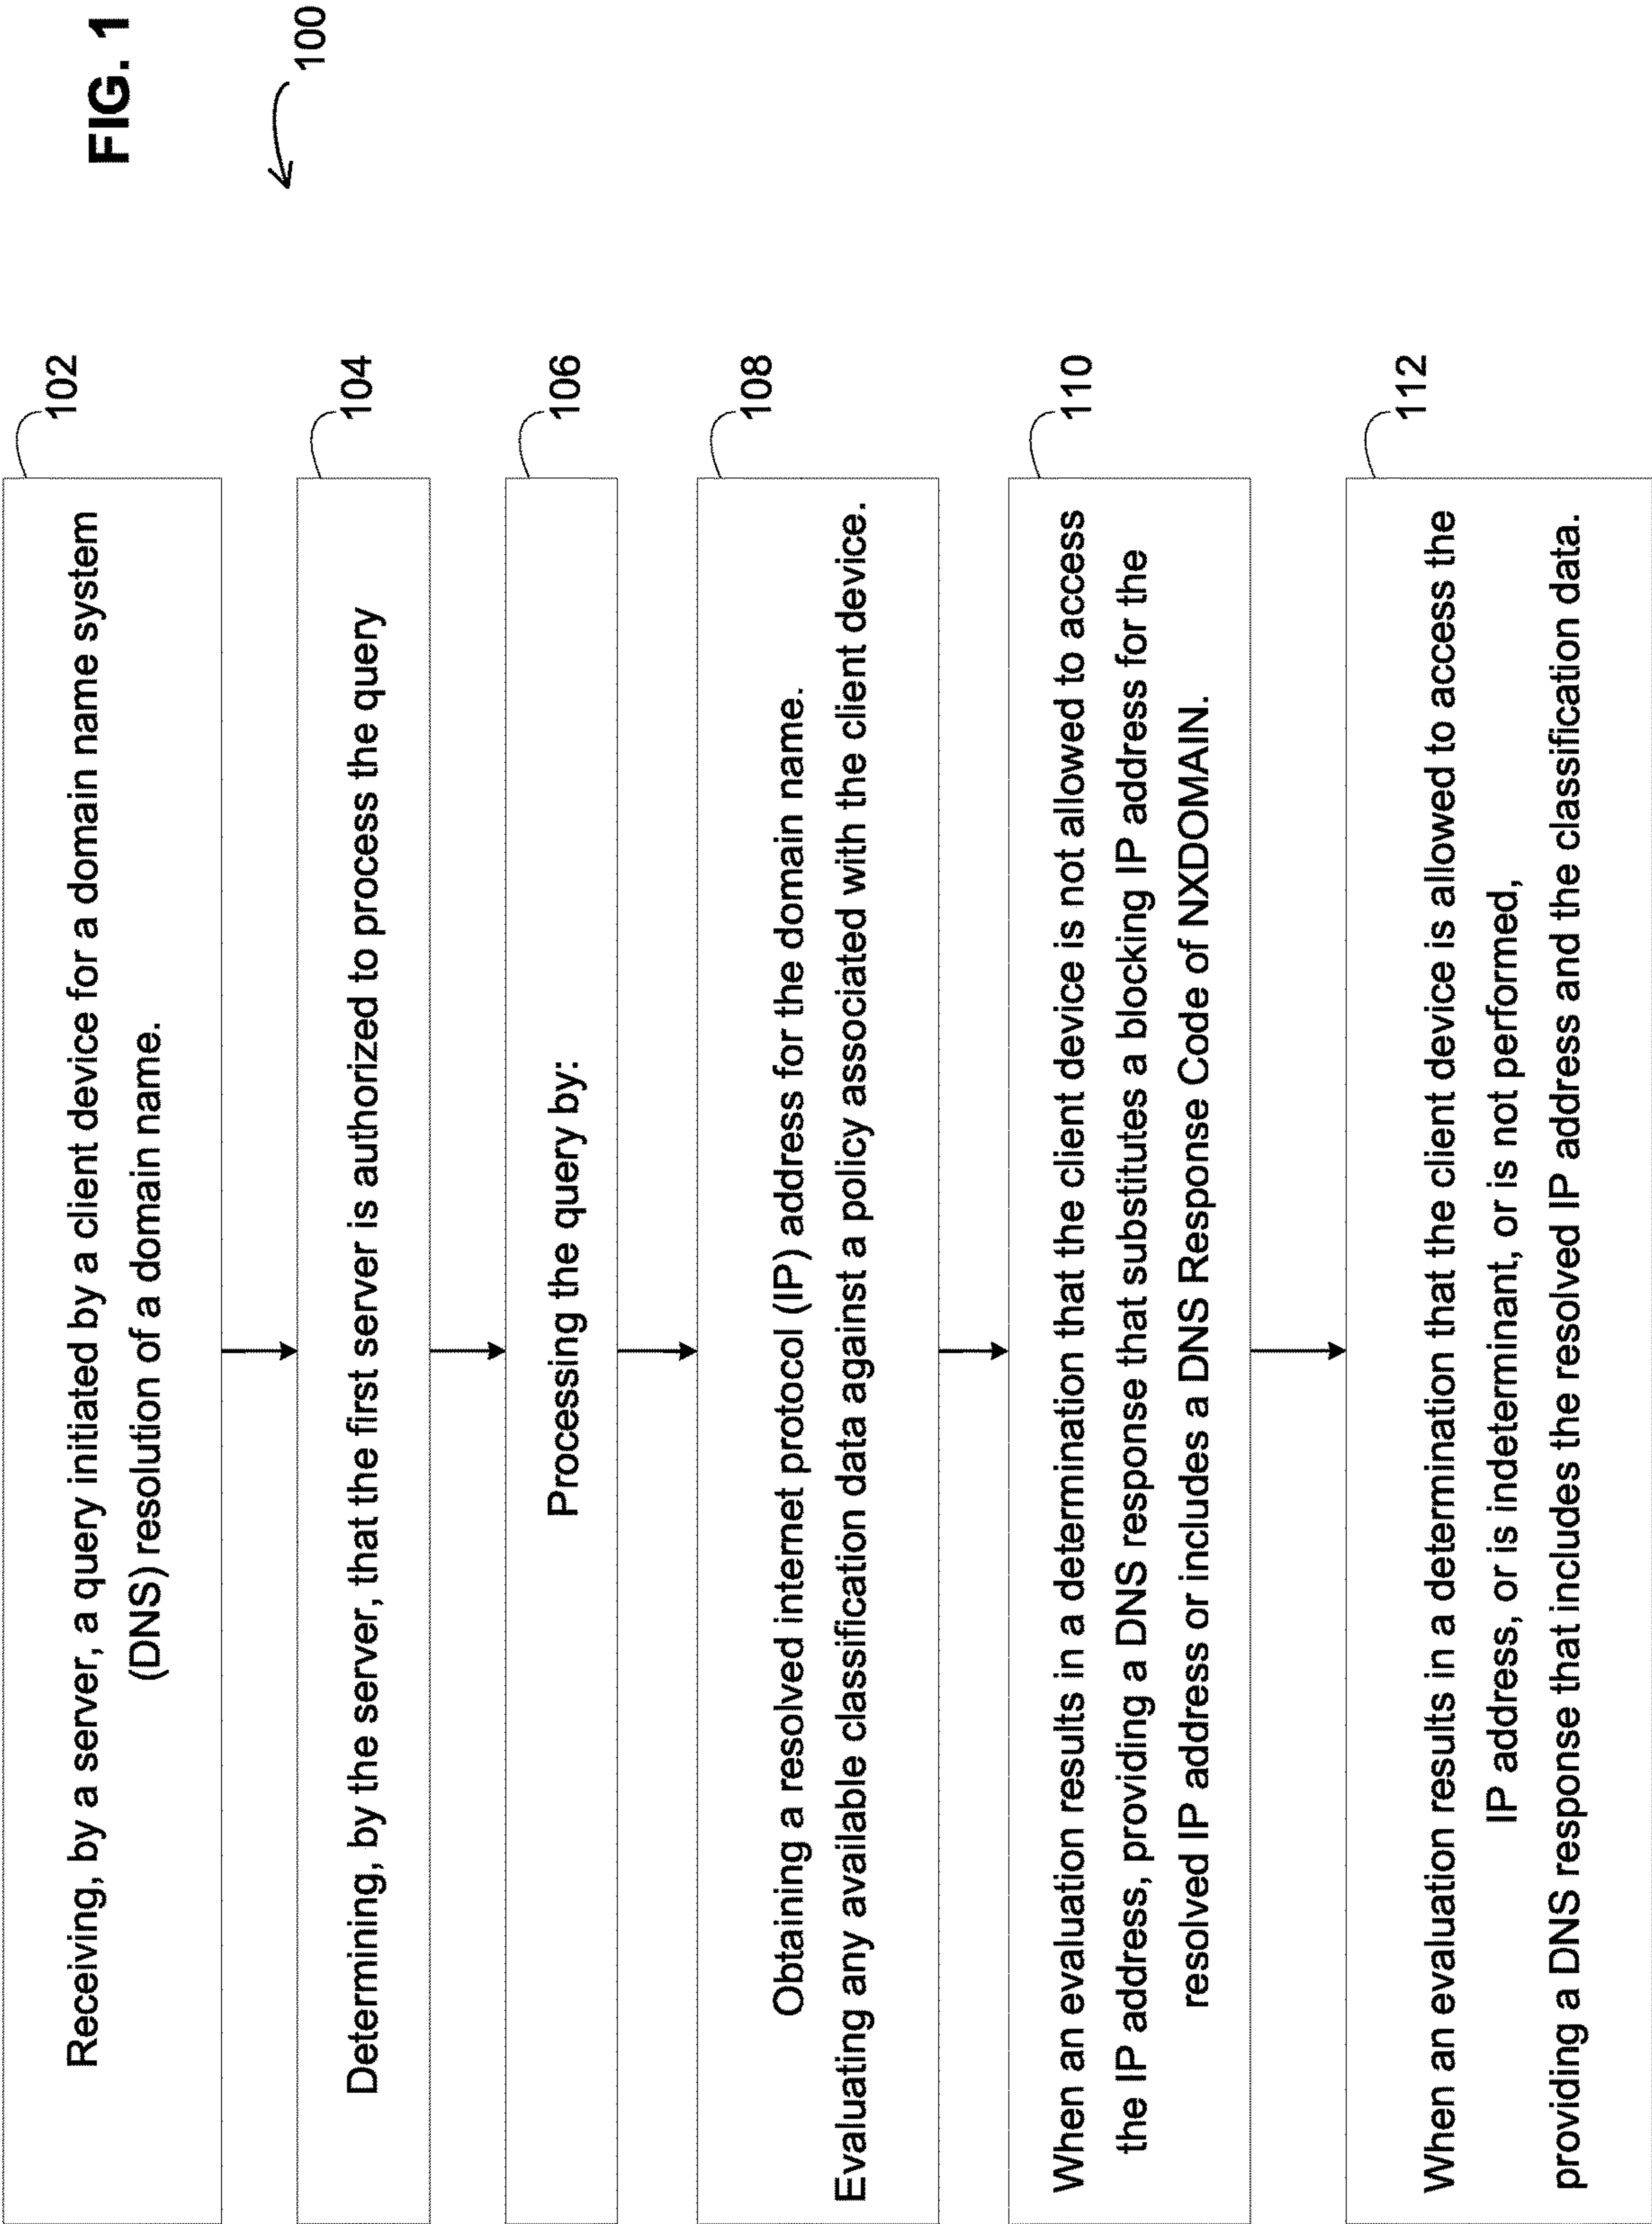 FIG. 1
100
102
Receiving, by a server, a query initiated by a client device for a domain name system
(DNS) resolution of a domain name.
104
Determining, by the server, that the first server is authorized to process the query
106
Processing the query by:
108
Obtaining a resolved internet protocol (IP) address for the domain name.
Evaluating any available classification data against a policy associated with the client device.
110
When an evaluation results in a determination that the client device is not allowed to access
the IP address, providing a DNS response that substitutes a blocking IP address for the
resolved IP address or includes a DNS Response Code of NXDOMAIN.
112
When an evaluation results in a determination that the client device is allowed to access the
IP address, or is indeterminant, or is not performed,
providing a DNS response that includes the resolved IP address and the classification data.